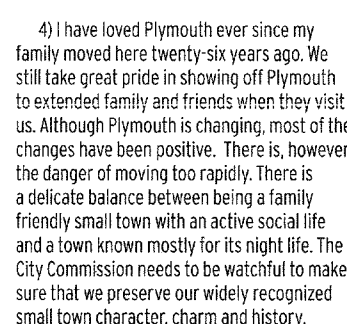 4) I have loved Plymouth ever since my
family moved here twenty-six years ago. We
still take great pride in showing off Plymouth
to extended family and friends when they visit
us. Although Plymouth is changing, most of the
changes have been positive. There is, however
the danger of moving too rapidly. There is
a delicate balance between being a family
friendly small town with an active social life
and a town known mostly for its night life. The
City Commission needs to be watchful to make
sure that we preserve our widely recognized
small town character, charm and history.